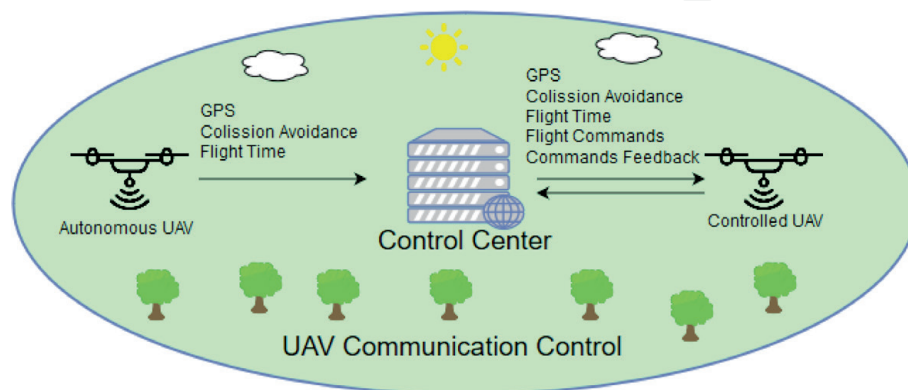 GPS
Colission Avoidance
Flight Time
Autonomous UAV
Control Center
GPS
Colission Avoidance
Flight Time
Flight Commands
Commands Feedback
Controlled UAV
UAV Communication Control